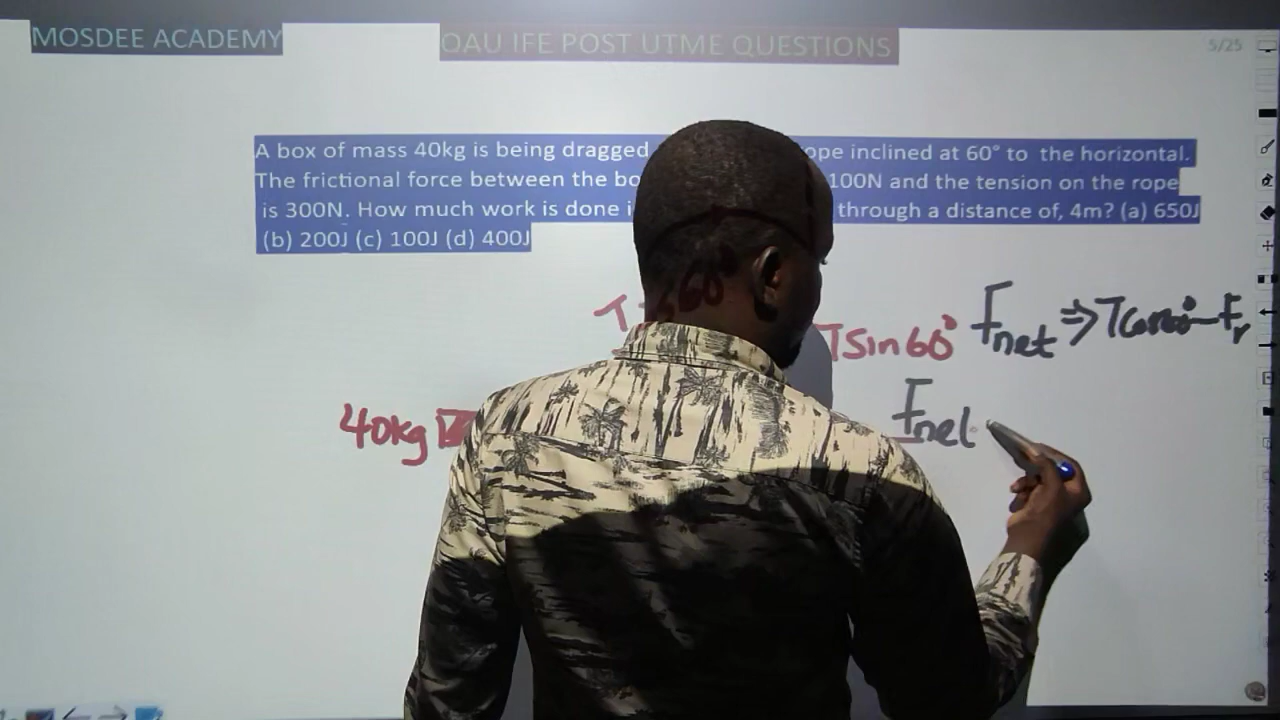 MOSDEE ACADEMY
OAU IFE POST UTME QUESTIONS
5/25
A box of mass 40kg is being dragged ope inclined at 60° to the horizontal.
The frictional force between the bo 100N and the tension on the rope
is 300N. How much work is done i through a distance of, 4m? (a) 650J
(b) 200J (c) 100J (d) 400J
T 60°
Tsin60°
Fnet ⇒ Tcos60° - Fr
Fnet
40kg